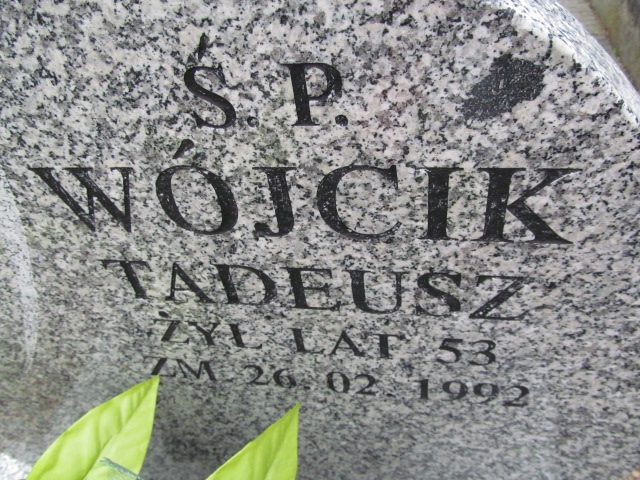 Ś. P.
WÓJCIK
TADEUSZ
ŻYŁ LAT 53
ZM 26. 02. 1992